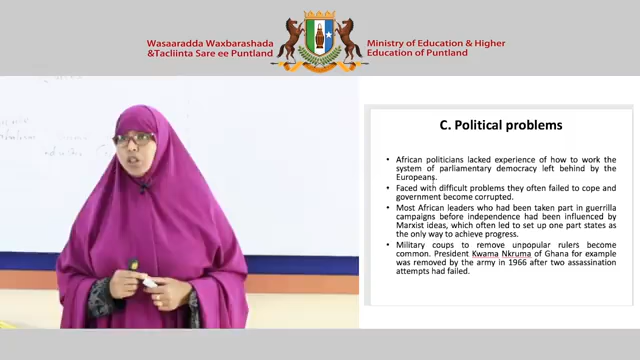 Wasaaradda Waxbarashada
&Tacliinta Sare ee Puntland
Ministry of Education & Higher
Education of Puntland
C. Political problems
• African politicians lacked experience of how to work the
system of parliamentary democracy left behind by the
Europeans.
• Faced with difficult problems they often failed to cope and
government become corrupted.
• Most African leaders who had been taken part in guerrilla
campaigns before independence had been influenced by
Marxist ideas, which often led to set up one part states as
the only way to achieve progress.
• Military coups to remove unpopular rulers become
common. President Kwama Nkruma of Ghana for example
was removed by the army in 1966 after two assassination
attempts had failed.